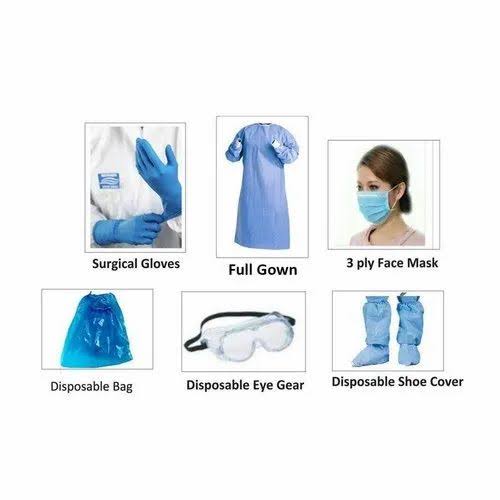 Surgical Gloves
Full Gown
3 ply Face Mask
Disposable Bag
Disposable Eye Gear
Disposable Shoe Cover